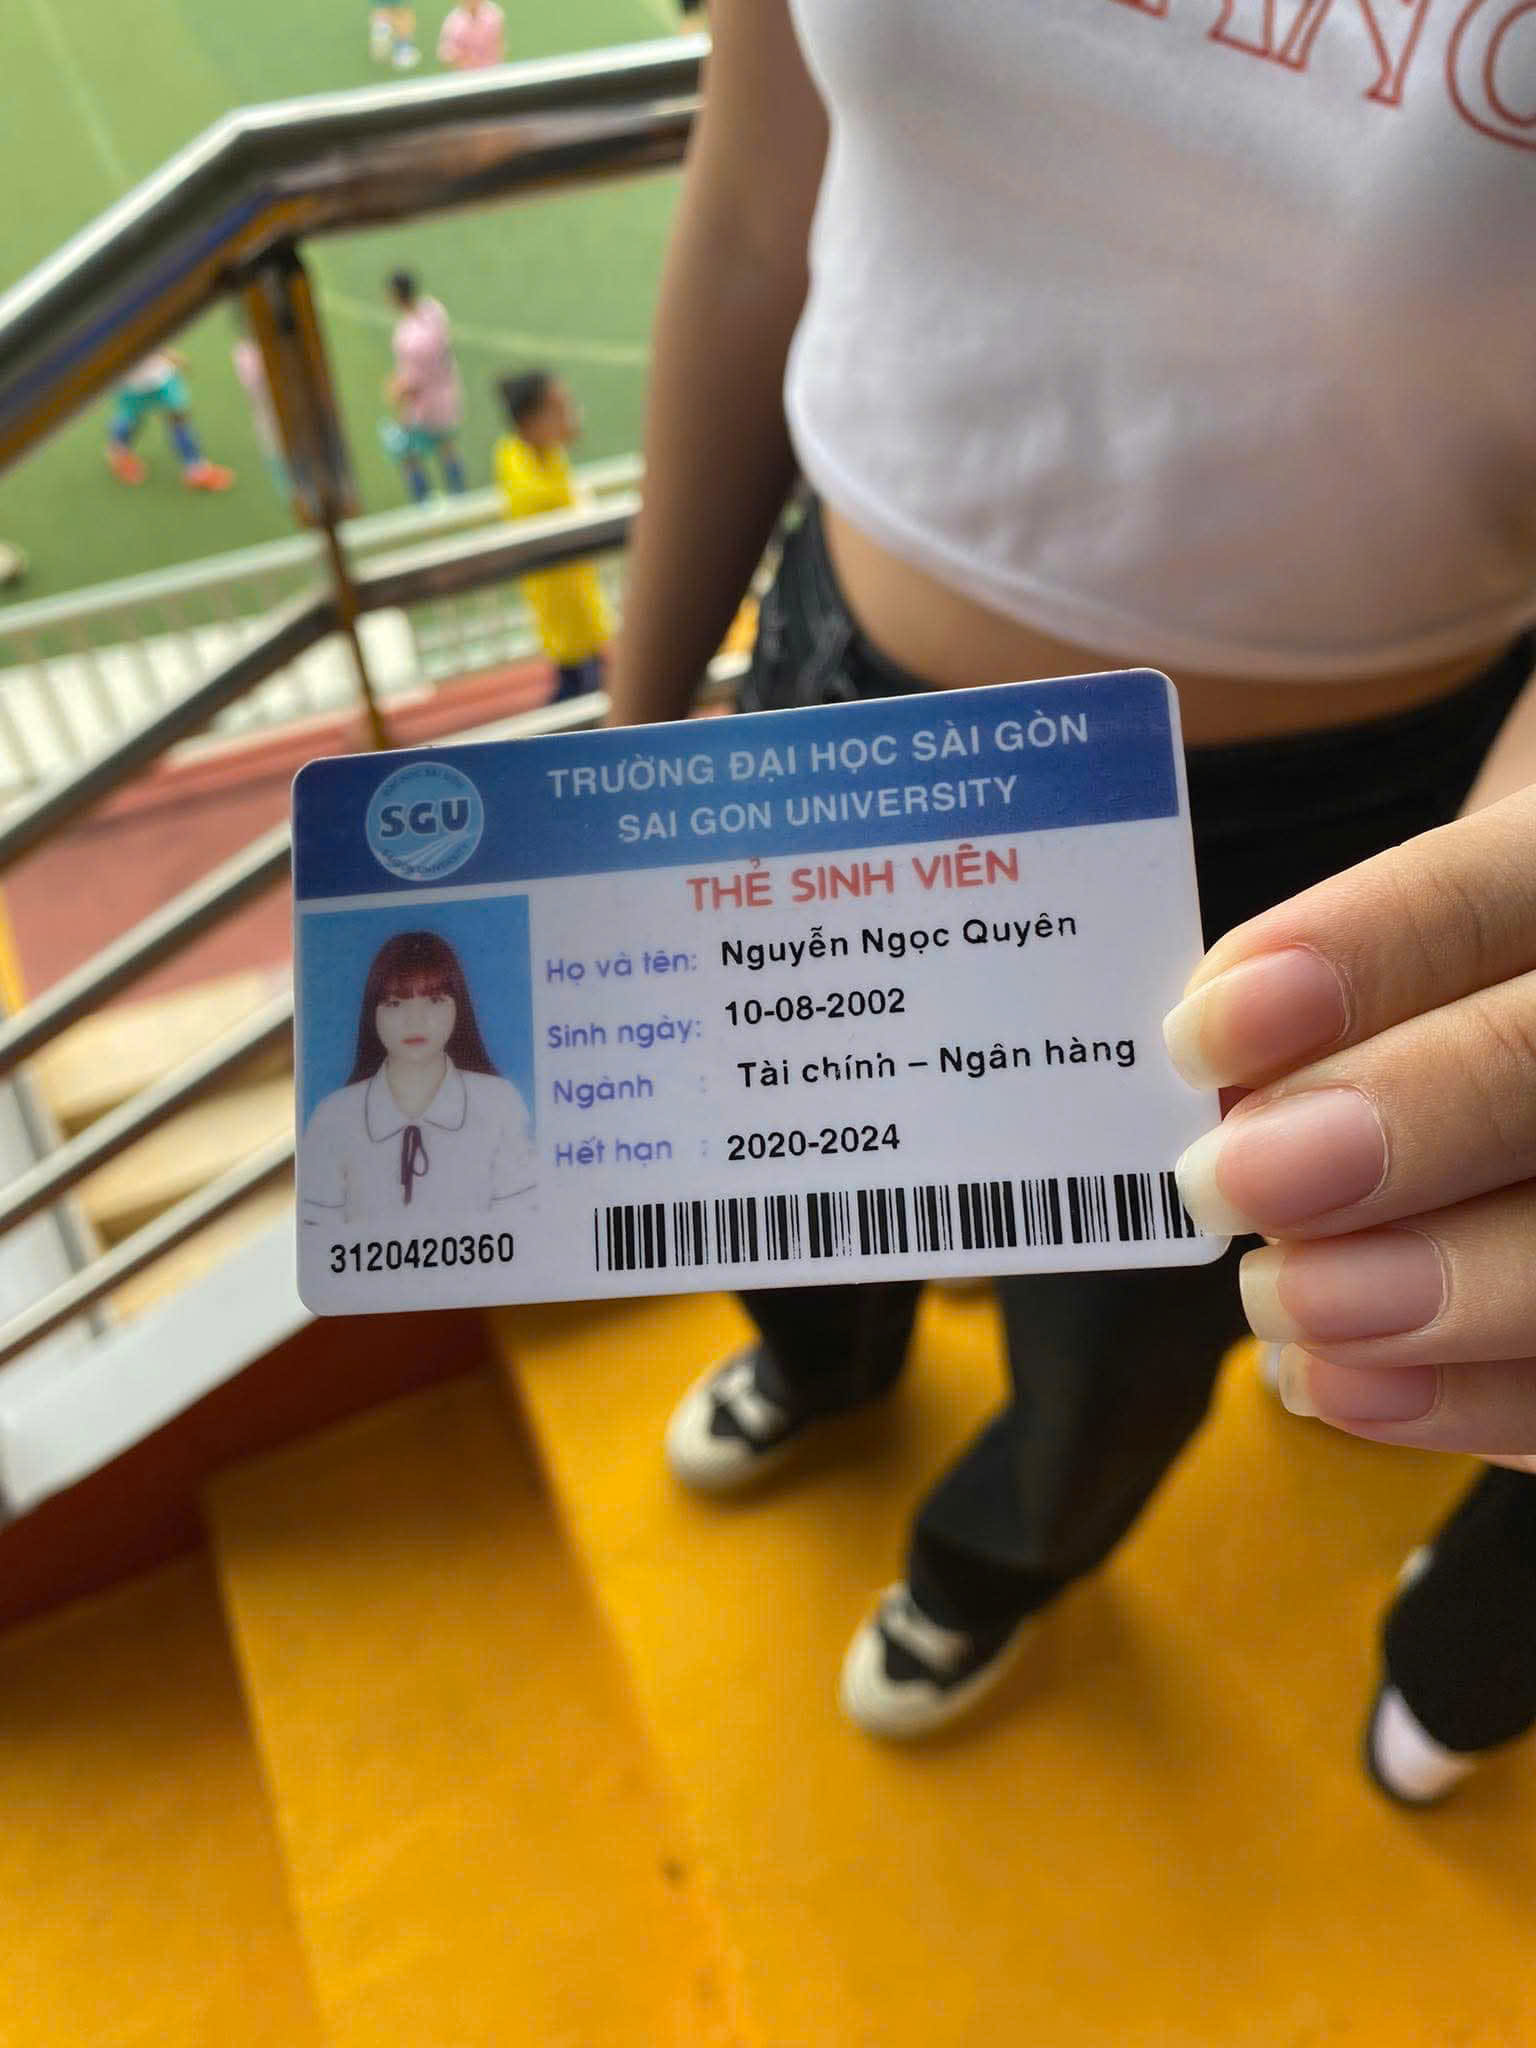 TRƯỜNG ĐẠI HỌC SÀI GÒN
SAI GON UNIVERSITY
SGU
THẺ SINH VIÊN
Họ và tên: Nguyễn Ngọc Quyên
Sinh ngày: 10-08-2002
Ngành : Tài chính – Ngân hàng
Hết hạn : 2020-2024
3120420360